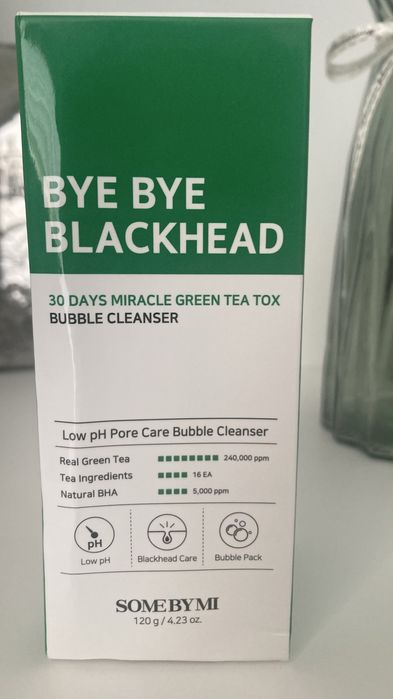 BYE BYE
BLACKHEAD
30 DAYS MIRACLE GREEN TEA TOX
BUBBLE CLEANSER
Low pH Pore Care Bubble Cleanser
Real Green Tea 240,000 ppm
Tea Ingredients 16 EA
Natural BHA 5,000 ppm
pH
Low pH Blackhead Care Bubble Pack
SOME BY MI
120 g / 4.23 oz.